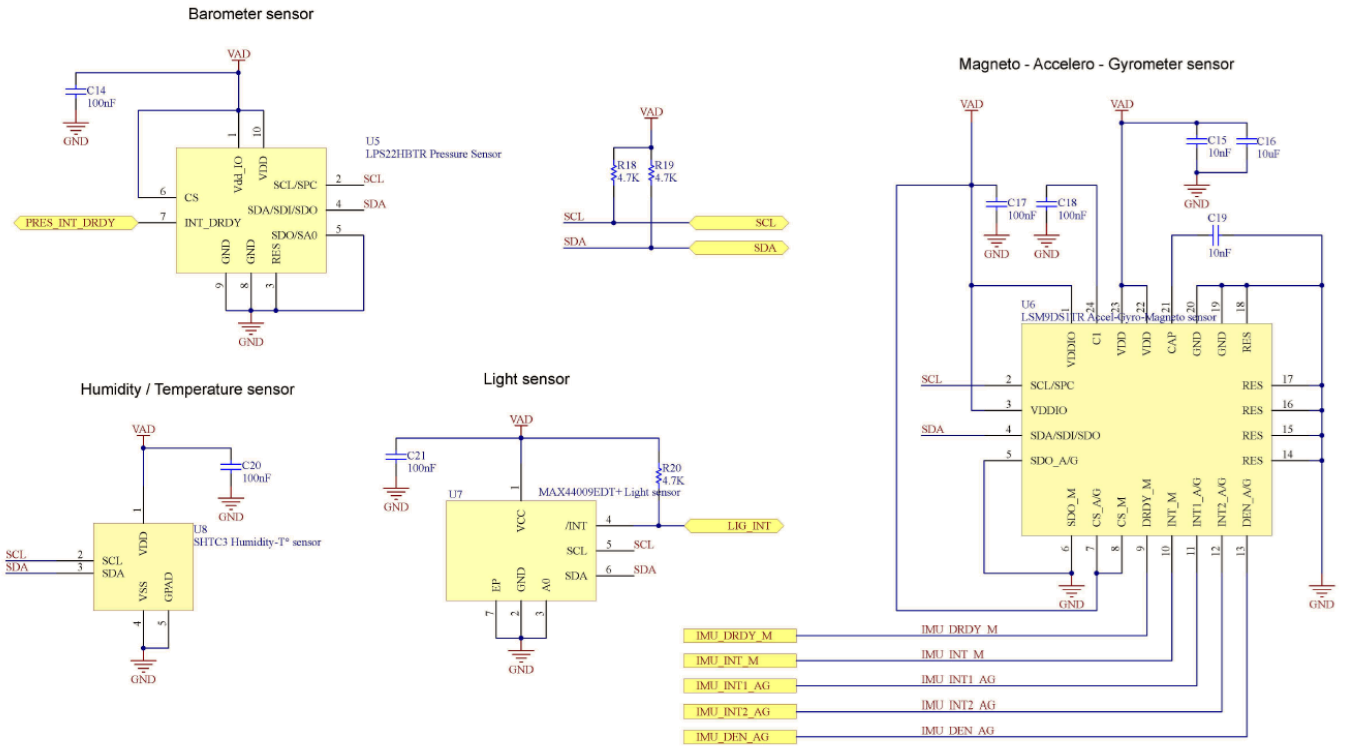 Barometer sensor
VAD
C14
100nF
GND
1
10
U5
LPS22HBTR Pressure Sensor
Vdd_IO
VDD
6
CS
SCL/SPC
2
SCL
SDA/SDI/SDO
4
SDA
PRES_INT_DRDY
7
INT_DRDY
SDO/SA0
5
GND
GND
RES
9
8
3
GND
VAD
R18
4.7K
R19
4.7K
SCL
SCL
SDA
SDA
Magneto - Accelero - Gyrometer sensor
VAD
VAD
C15
10nF
C16
10uF
GND
C17
100nF
C18
100nF
GND
GND
C19
10nF
1
24
23
22
21
20
19
18
U6
LSM9DS1TR Accel-Gyro-Magneto sensor
VDDIO
C1
VDD
VDD
CAP
GND
GND
RES
SCL
2
SCL/SPC
RES
17
3
VDDIO
RES
16
SDA
4
SDA/SDI/SDO
RES
15
5
SDO_A/G
RES
14
SDO_M
CS_A/G
CS_M
DRDY_M
INT_M
INT1_A/G
INT2_A/G
DEN_A/G
6
7
8
9
10
11
12
13
GND
GND
IMU_DRDY_M
IMU_DRDY_M
IMU_INT_M
IMU_INT_M
IMU_INT1_AG
IMU_INT1_AG
IMU_INT2_AG
IMU_INT2_AG
IMU_DEN_AG
IMU_DEN_AG
Humidity / Temperature sensor
VAD
C20
100nF
GND
1
U8
SHTC3 Humidity-T° sensor
VDD
SCL
2
SCL
SDA
3
SDA
VSS
GPAD
4
5
GND
Light sensor
VAD
C21
100nF
GND
R20
4.7K
1
U7
MAX44009EDT+ Light sensor
VCC
/INT
4
LIG_INT
SCL
5
SCL
SDA
6
SDA
EP
GND
A0
7
2
3
GND